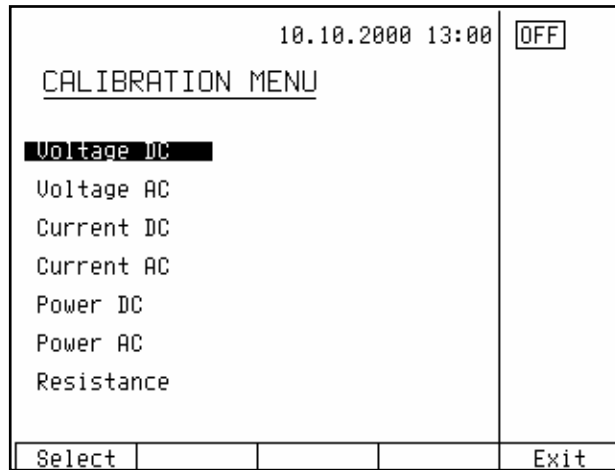 10.10.2000 13:00 OFF
CALIBRATION MENU
Voltage DC
Voltage AC
Current DC
Current AC
Power DC
Power AC
Resistance
Select Exit